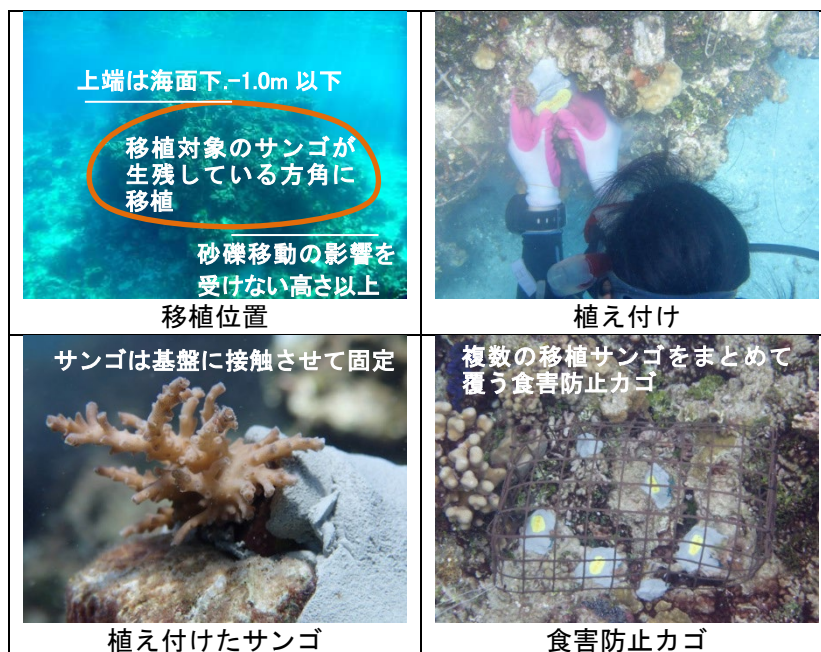 上端は海面下.-1.0m 以下
移植対象のサンゴが
生残している方角に
移植
砂礫移動の影響を
受けない高さ以上
移植位置
植え付け
サンゴは基盤に接触させて固定
植え付けたサンゴ
複数の移植サンゴをまとめて
覆う食害防止カゴ
食害防止カゴ